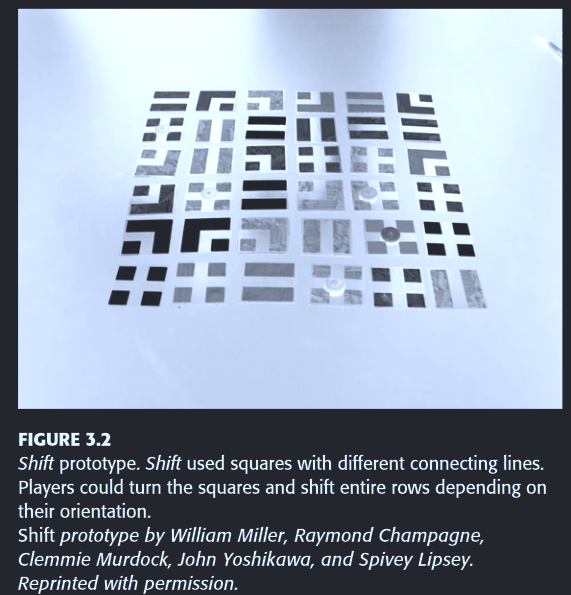 FIGURE 3.2
Shift prototype. Shift used squares with different connecting lines.
Players could turn the squares and shift entire rows depending on
their orientation.
Shift prototype by William Miller, Raymond Champagne,
Clemmie Murdock, John Yoshikawa, and Spivey Lipsey.
Reprinted with permission.